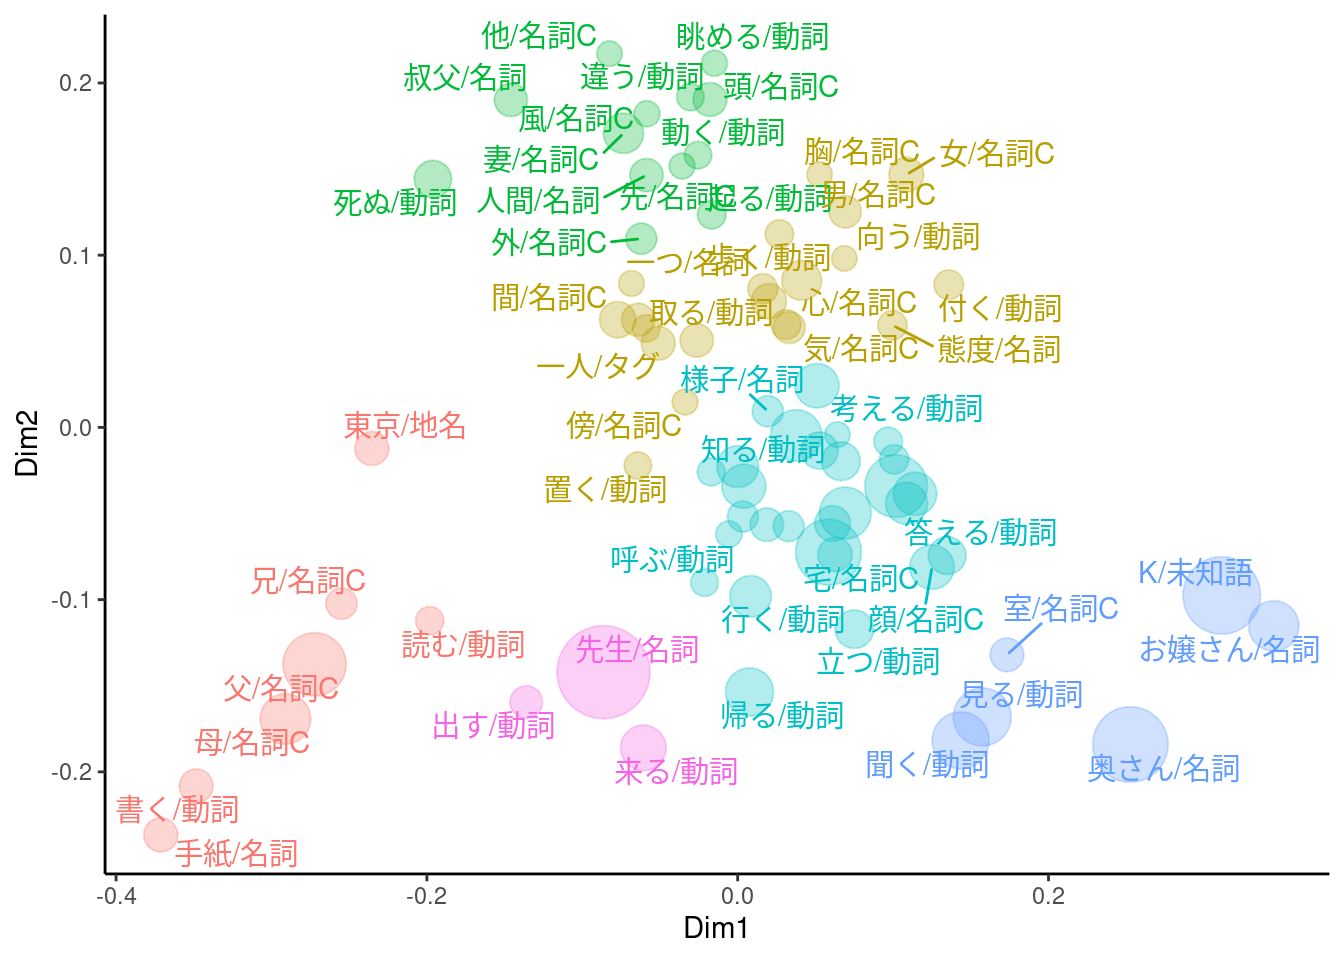 他/名詞C
眺める/動詞
叔父/名詞
違う/動詞
頭/名詞C
風/名詞C
動く/動詞
妻/名詞C
胸/名詞C
女/名詞C
死ぬ/動詞
人間/名詞
先/名詞C
起る/動詞
男/名詞C
外/名詞C
向う/動詞
一つ/名詞
歩く/動詞
間/名詞C
取る/動詞
心/名詞C
付く/動詞
気/名詞C
態度/名詞
一人/タグ
様子/名詞
考える/動詞
東京/地名
傍/名詞C
知る/動詞
置く/動詞
答える/動詞
呼ぶ/動詞
宅/名詞C
K/未知語
兄/名詞C
室/名詞C
行く/動詞
顔/名詞C
読む/動詞
先生/名詞
お嬢さん/名詞
立つ/動詞
父/名詞C
見る/動詞
出す/動詞
帰る/動詞
母/名詞C
聞く/動詞
奥さん/名詞
来る/動詞
書く/動詞
手紙/名詞
0.2
0.1
0.0
-0.1
-0.2
Dim2
-0.4
-0.2
0.0
0.2
Dim1